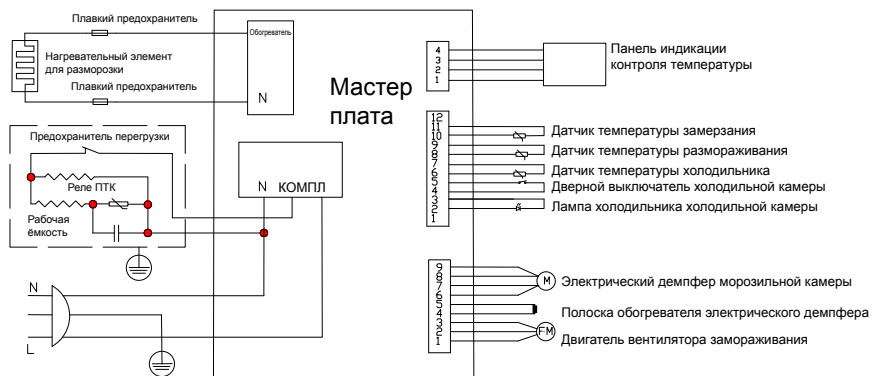 Плавкий предохранитель
Нагревательный элемент
для разморозки
Плавкий предохранитель
Обогреватель
N
Мастер
плата
Предохранитель перегрузки
Реле ПТК
Рабочая
ёмкость
N КОМПЛ
N
L
4
3
2
1
Панель индикации
контроля температуры
12
11
10
9
8
7
6
5
4
3
2
1
Датчик температуры замерзания
Датчик температуры размораживания
Датчик температуры холодильника
Дверной выключатель холодильной камеры
Лампа холодильника холодильной камеры
9
8
7
6
5
4
3
2
1
M
Электрический демпфер морозильной камеры
Полоска обогревателя электрического демпфера
FM
Двигатель вентилятора замораживания